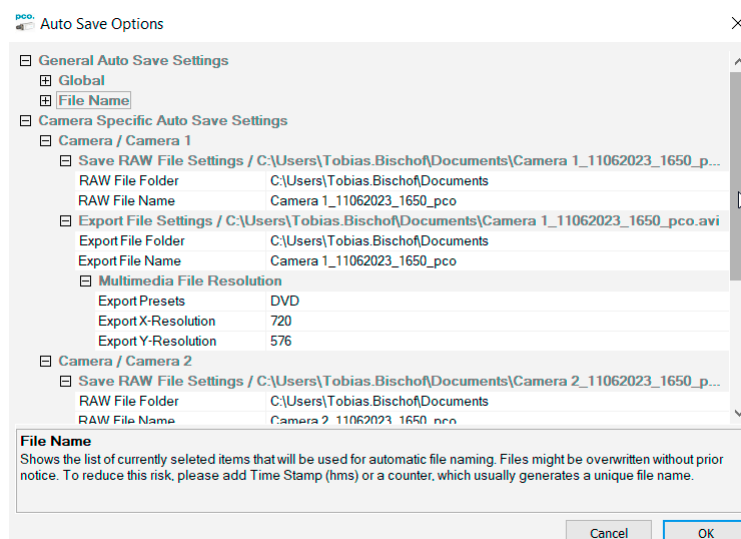 pco.
Auto Save Options
General Auto Save Settings
Global
File Name
Camera Specific Auto Save Settings
Camera / Camera 1
Save RAW File Settings / C:\Users\Tobias.Bischof\Documents\Camera 1_11062023_1650_p...
RAW File Folder C:\Users\Tobias.Bischof\Documents
RAW File Name Camera 1_11062023_1650_pco
Export File Settings / C:\Users\Tobias.Bischof\Documents\Camera 1_11062023_1650_pco.avi
Export File Folder C:\Users\Tobias.Bischof\Documents
Export File Name Camera 1_11062023_1650_pco
Multimedia File Resolution
Export Presets DVD
Export X-Resolution 720
Export Y-Resolution 576
Camera / Camera 2
Save RAW File Settings / C:\Users\Tobias.Bischof\Documents\Camera 2_11062023_1650_p...
RAW File Folder C:\Users\Tobias.Bischof\Documents
RAW File Name Camera 2_11062023_1650_pco
File Name
Shows the list of currently seleted items that will be used for automatic file naming. Files might be overwritten without prior
notice. To reduce this risk, please add Time Stamp (hms) or a counter, which usually generates a unique file name.
Cancel OK